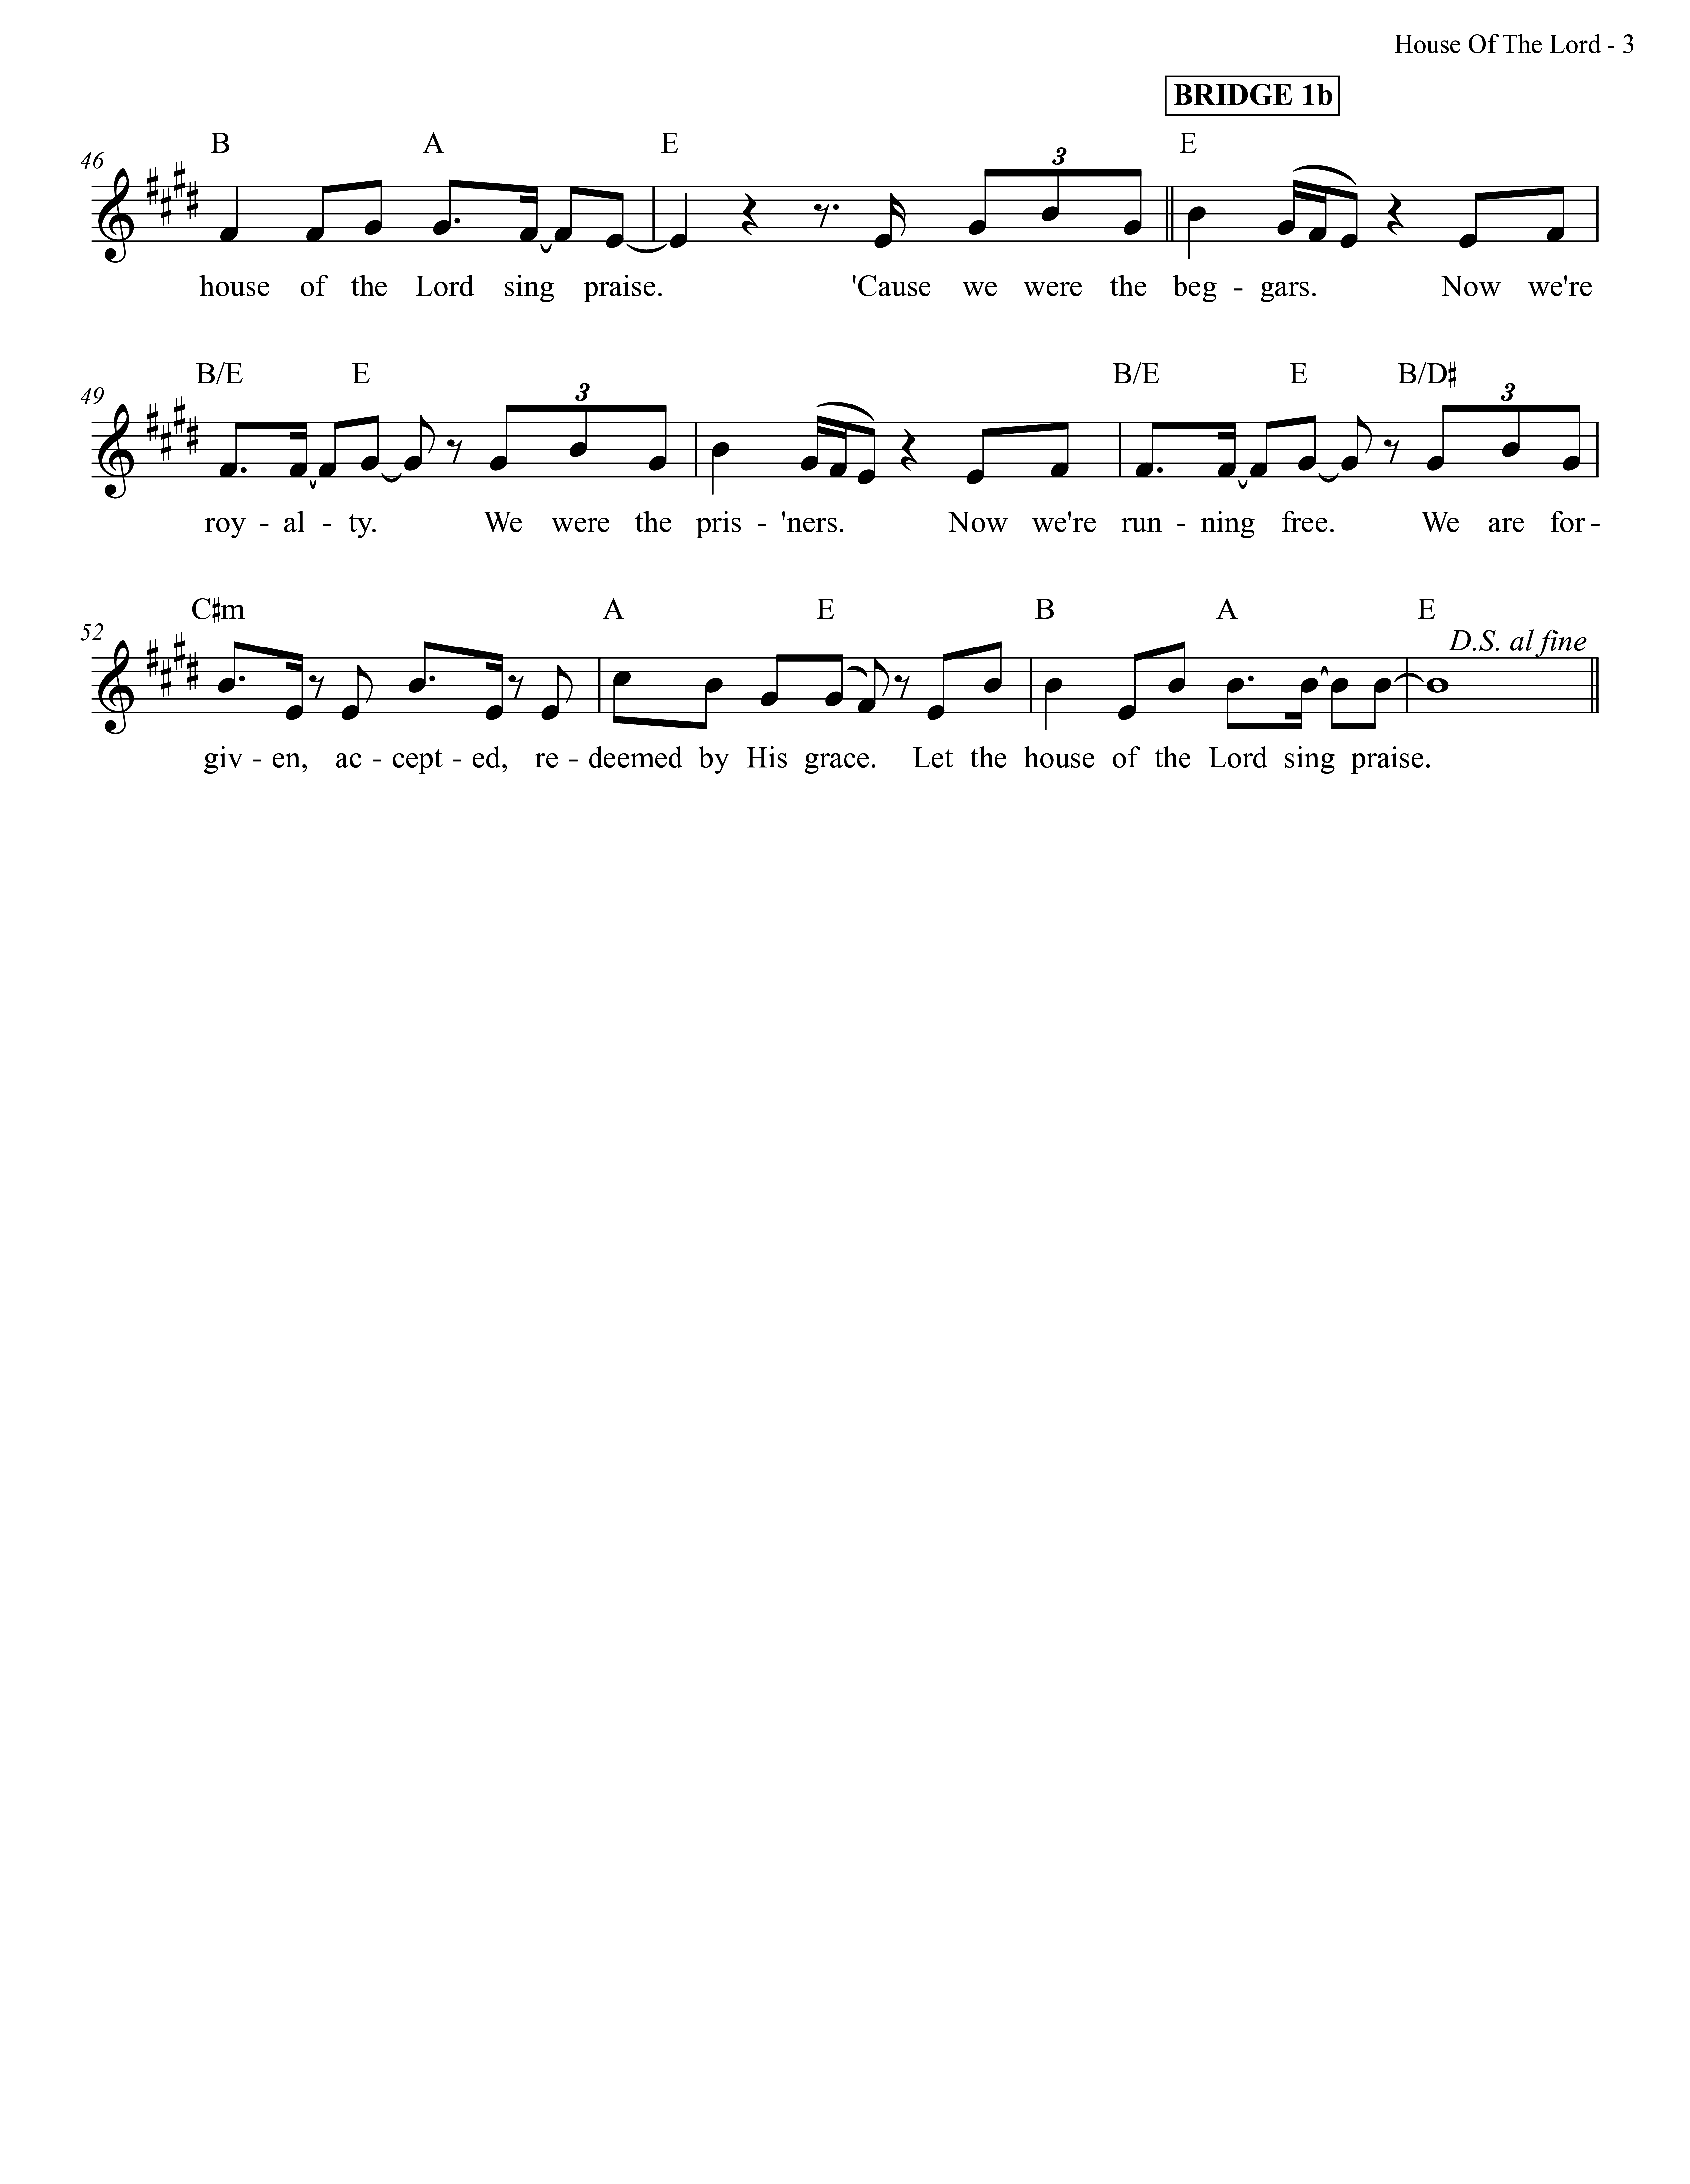 House Of The Lord - 3
BRIDGE 1b
B A E E
46
3
house of the Lord sing praise. 'Cause we were the beg - gars. Now we're
B/E E B/E E B/D♯
49
3 3
roy - al - ty. We were the pris - 'ners. Now we're run - ning free. We are for -
C♯m A E B A E
52
D.S. al fine
giv - en, ac - cept - ed, re - deemed by His grace. Let the house of the Lord sing praise.